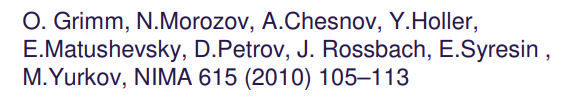 O. Grimm, N.Morozov, A.Chesnov, Y.Holler,
E.Matushevsky, D.Petrov, J. Rossbach, E.Syresin ,
M.Yurkov, NIMA 615 (2010) 105–113